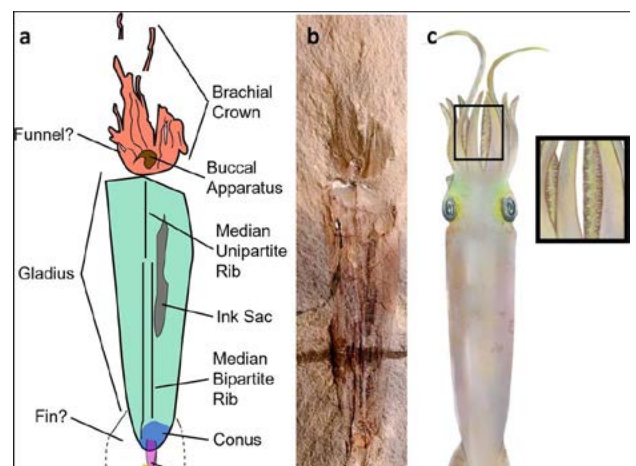 a
b
c
Brachial
Crown
Funnel?
Buccal
Apparatus
Median
Unipartite
Rib
Gladius
Ink Sac
Median
Bipartite
Rib
Fin?
Conus